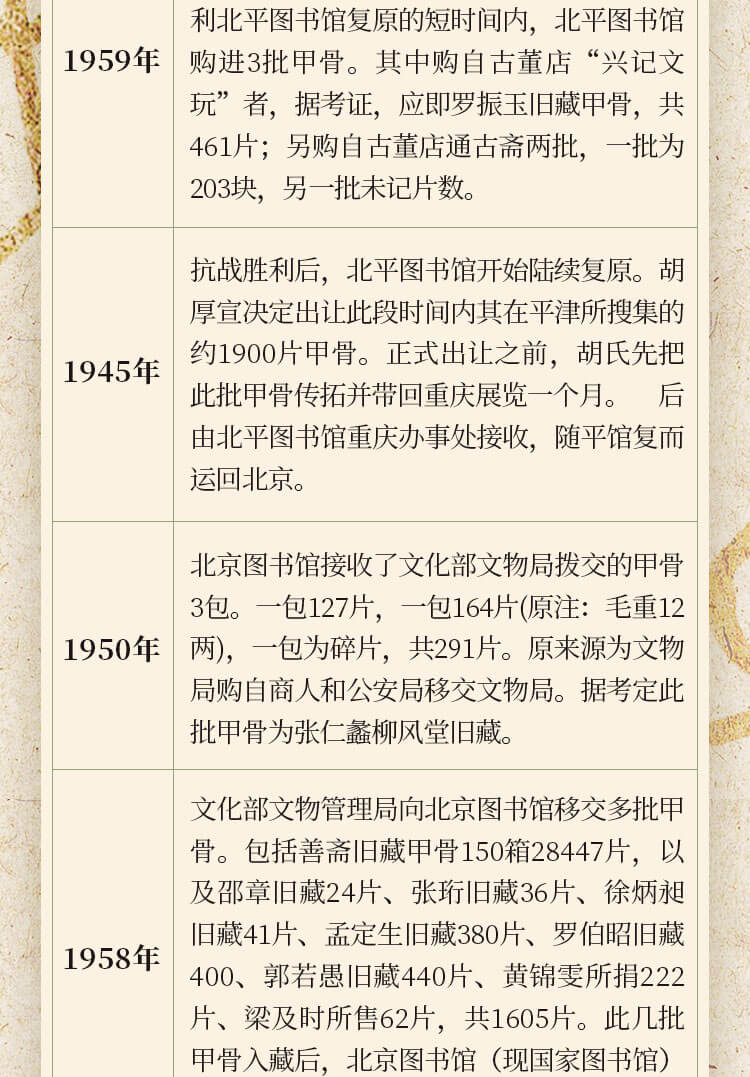 1959年
利北平图书馆复原的短时间内，北平图书馆
购进3批甲骨。其中购自古董店“兴记文
玩”者，据考证，应即罗振玉旧藏甲骨，共
461片；另购自古董店通古斋两批，一批为
203块，另一批未记片数。
1945年
抗战胜利后，北平图书馆开始陆续复原。胡
厚宣决定出让此段时间内其在平津所搜集的
约1900片甲骨。正式出让之前，胡氏先把
此批甲骨传拓并带回重庆展览一个月。　后
由北平图书馆重庆办事处接收，随平馆复而
运回北京。
1950年
北京图书馆接收了文化部文物局拨交的甲骨
3包。一包127片，一包164片(原注：毛重12
两)，一包为碎片，共291片。原来源为文物
局购自商人和公安局移交文物局。据考定此
批甲骨为张仁蠡柳风堂旧藏。
1958年
文化部文物管理局向北京图书馆移交多批甲
骨。包括善斋旧藏甲骨150箱28447片，以
及邵章旧藏24片、张珩旧藏36片、徐炳昶
旧藏41片、孟定生旧藏380片、罗伯昭旧藏
400、郭若愚旧藏440片、黄锦雯所捐222
片、梁及时所售62片，共1605片。此几批
甲骨入藏后，北京图书馆（现国家图书馆）